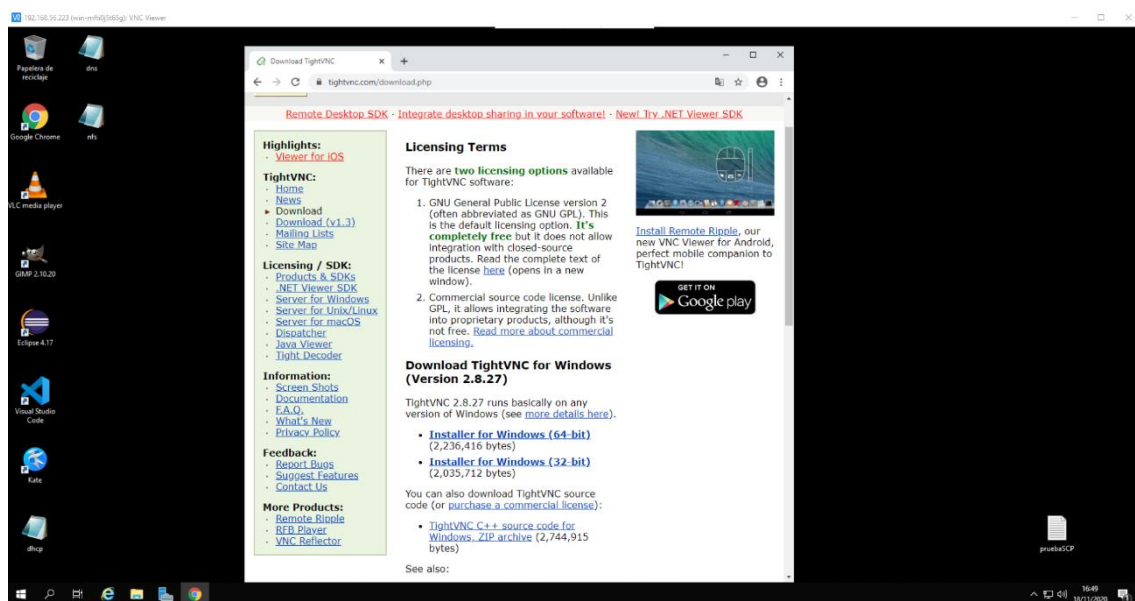 192.168.56.223 (win-mfb0j5t65g): VNC Viewer
Papelera de
reciclaje
dns
Google Chrome
nfs
VLC media player
GIMP 2.10.20
Eclipse 4.17
Visual Studio
Code
Kate
dhcp
Download TightVNC
tightvnc.com/download.php
Remote Desktop SDK · Integrate desktop sharing in your software! · New! Try .NET Viewer SDK
Highlights:
· Viewer for iOS
TightVNC:
· Home
· News
▸ Download
· Download (v1.3)
· Mailing Lists
· Site Map
Licensing / SDK:
· Products & SDKs
· .NET Viewer SDK
· Server for Windows
· Server for Unix/Linux
· Server for macOS
· Dispatcher
· Java Viewer
· Tight Decoder
Information:
· Screen Shots
· Documentation
· F.A.Q.
· What's New
· Privacy Policy
Feedback:
· Report Bugs
· Suggest Features
· Contact Us
More Products:
· Remote Ripple
· RFB Player
· VNC Reflector
Licensing Terms
There are two licensing options available
for TightVNC software:
1. GNU General Public License version 2
(often abbreviated as GNU GPL). This
is the default licensing option. It's
completely free but it does not allow
integration with closed-source
products. Read the complete text of
the license here (opens in a new
window).
2. Commercial source code license. Unlike
GPL, it allows integrating the software
into proprietary products, although it's
not free. Read more about commercial
licensing.
Download TightVNC for Windows
(Version 2.8.27)
TightVNC 2.8.27 runs basically on any
version of Windows (see more details here).
• Installer for Windows (64-bit)
(2,236,416 bytes)
• Installer for Windows (32-bit)
(2,035,712 bytes)
You can also download TightVNC source
code (or purchase a commercial license):
• TightVNC C++ source code for
Windows, ZIP archive (2,744,915
bytes)
See also:
Install Remote Ripple, our
new VNC Viewer for Android,
perfect mobile companion to
TightVNC!
GET IT ON
Google play
pruebaSCP
16:49
18/11/2020